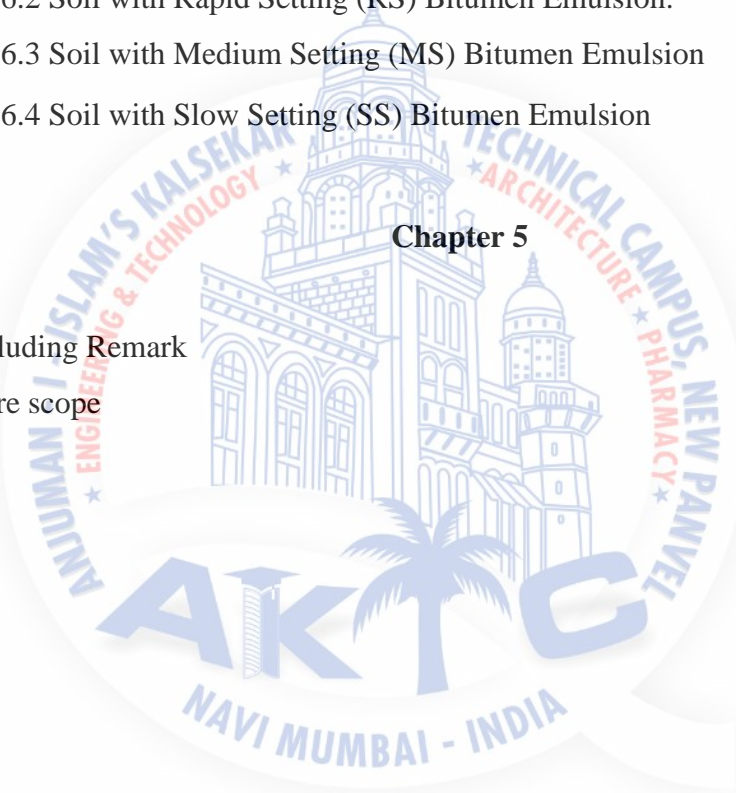 6.2 Soil with Rapid Setting (RS) Bitumen Emulsion.
6.3 Soil with Medium Setting (MS) Bitumen Emulsion
6.4 Soil with Slow Setting (SS) Bitumen Emulsion
Chapter 5
luding Remark
re scope
ANJUMAN I - ISLAM'S KALSEKAR TECHNICAL CAMPUS, NEW PANVEL
★ ENGINEERING & TECHNOLOGY ★ ★ ARCHITECTURE ★ PHARMACY ★
AKTC
NAVI MUMBAI - INDIA